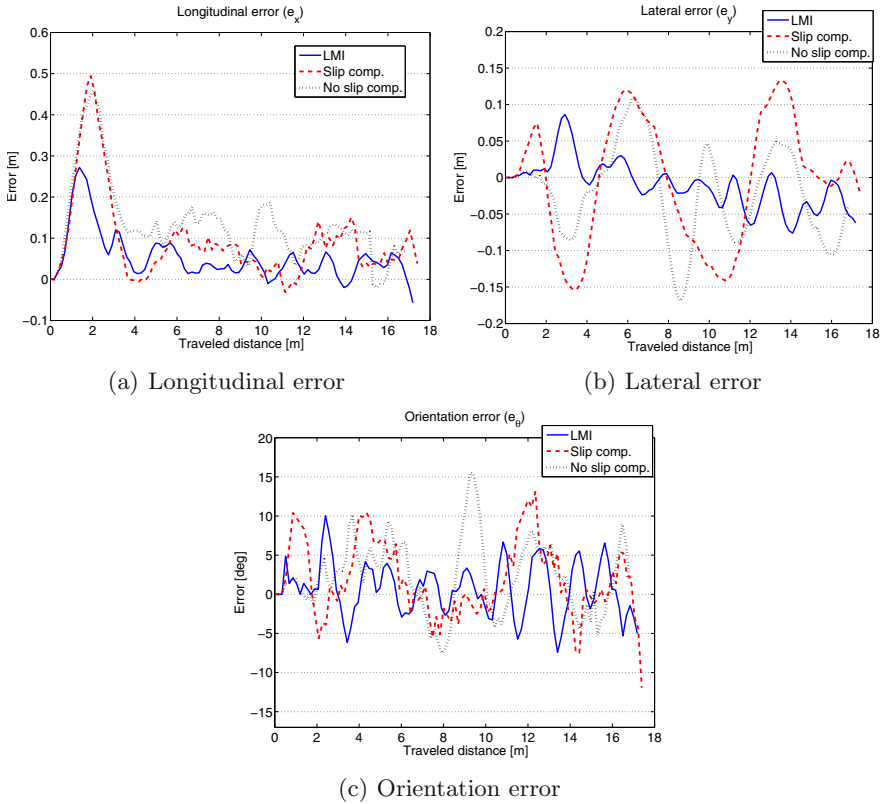 Longitudinal error (e_x)
0.6
0.5
0.4
0.3
0.2
0.1
0
−0.1
Error [m]
LMI
Slip comp.
No slip comp.
0 2 4 6 8 10 12 14 16 18
Traveled distance [m]
(a) Longitudinal error
Lateral error (e_y)
0.2
0.15
0.1
0.05
0
−0.05
−0.1
−0.15
−0.2
Error [m]
LMI
Slip comp.
No slip comp.
0 2 4 6 8 10 12 14 16 18
Traveled distance [m]
(b) Lateral error
Orientation error (e_θ)
20
15
10
5
0
−5
−10
−15
Error [deg]
LMI
Slip comp.
No slip comp.
0 2 4 6 8 10 12 14 16 18
Traveled distance [m]
(c) Orientation error